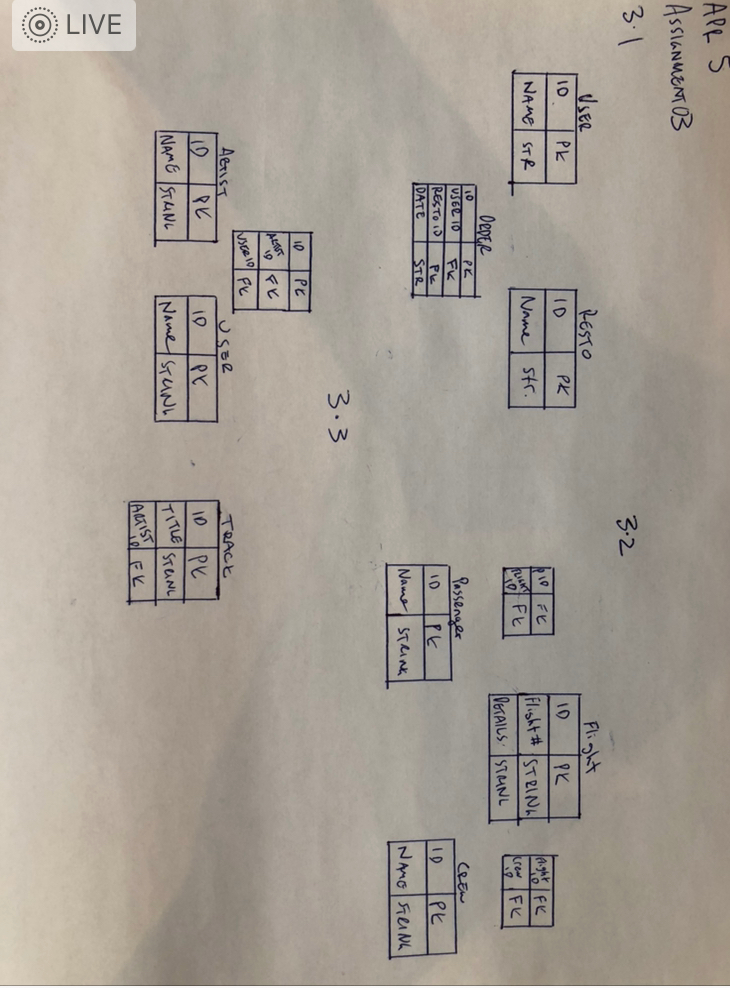 LIVE
APR 5
ASSIGNMENT 03
3.1
USER
ID PK
NAME STR
RESTO
ID PK
Name Str.
ORDER
ID PK
USER ID FK
RESTO ID PK
DATE STR
3.2
P ID FK
FLIGHT ID FK
Flight
ID PK
Flight# STRING
DETAILS. STRING
Flight ID FK
Crew ID FK
Passenger
ID PK
Name STRING
CREW
ID PK
NAME STRING
3.3
ID PK
ARTIST ID FK
USER ID FK
ARTIST
ID PK
NAME STRING
USER
ID PK
Name STRING
TRACK
ID PK
TITLE STRING
ARTIST ID FK